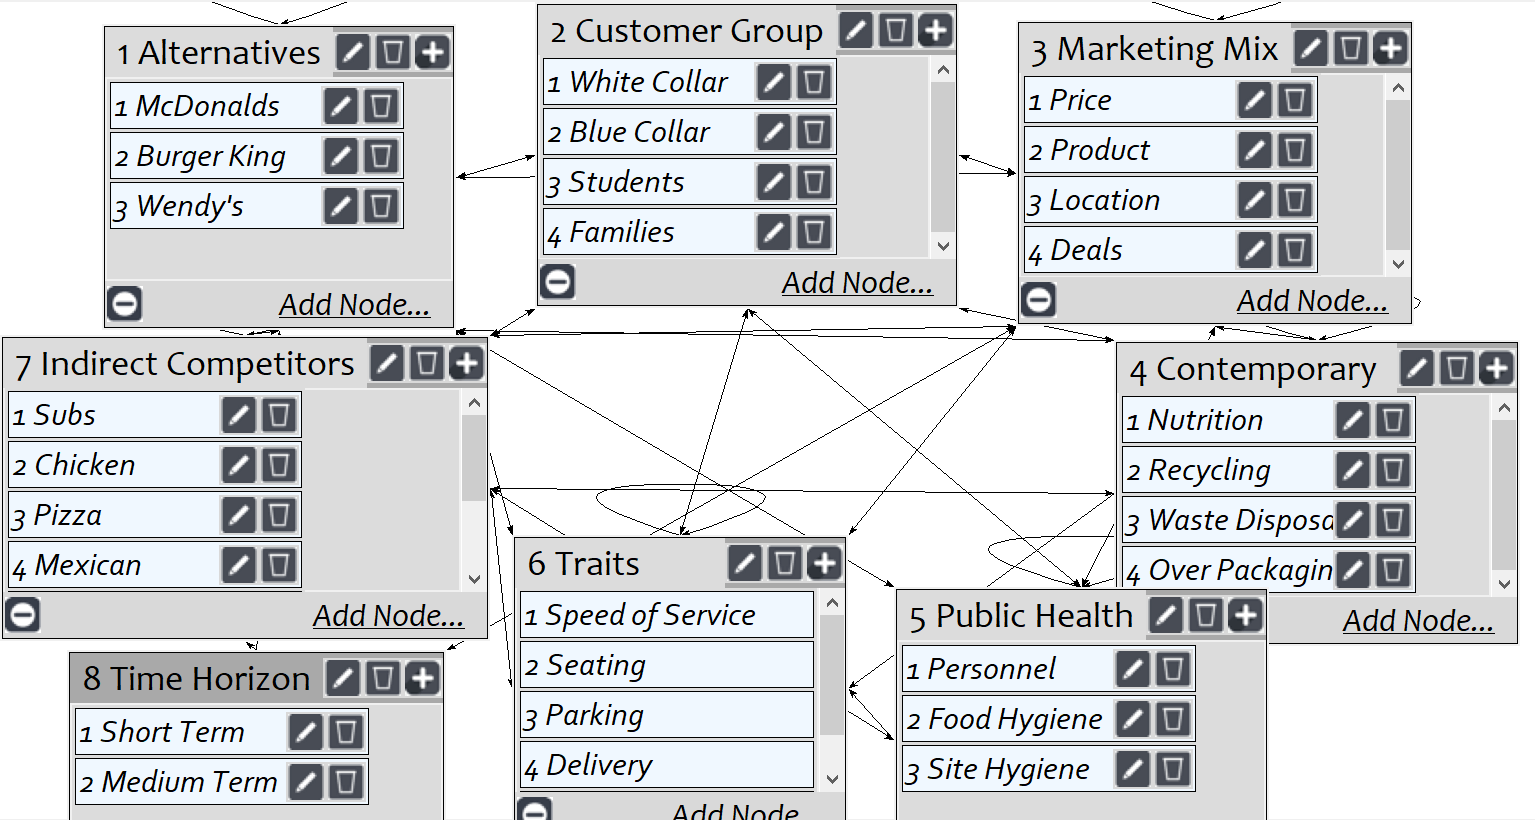 1 Alternatives
1 McDonalds
2 Burger King
3 Wendy's
Add Node...
2 Customer Group
1 White Collar
2 Blue Collar
3 Students
4 Families
Add Node...
3 Marketing Mix
1 Price
2 Product
3 Location
4 Deals
Add Node...
7 Indirect Competitors
1 Subs
2 Chicken
3 Pizza
4 Mexican
Add Node...
4 Contemporary
1 Nutrition
2 Recycling
3 Waste Disposa
4 Over Packagin
Add Node...
6 Traits
1 Speed of Service
2 Seating
3 Parking
4 Delivery
Add Node
5 Public Health
1 Personnel
2 Food Hygiene
3 Site Hygiene
8 Time Horizon
1 Short Term
2 Medium Term